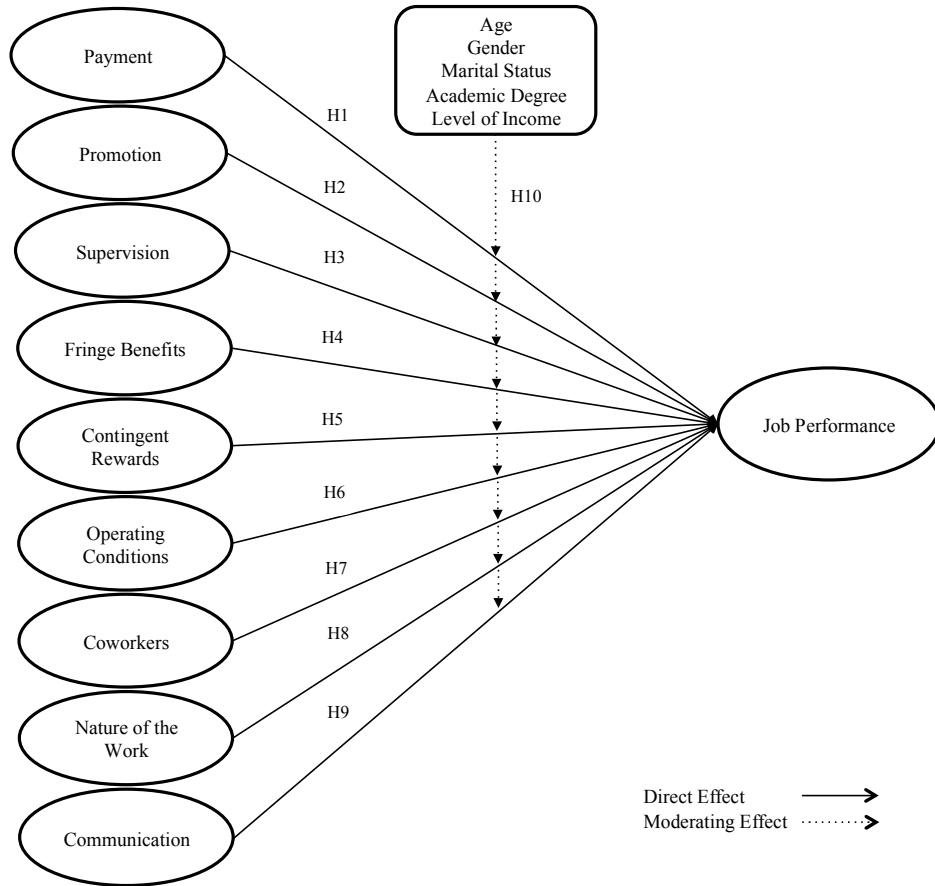 Payment
H1
Age
Gender
Marital Status
Academic Degree
Level of Income
Promotion
H2
H10
Supervision
H3
Fringe Benefits
H4
Contingent
Rewards
H5
Job Performance
Operating
Conditions
H6
Coworkers
H7
Nature of the
Work
H8
Communication
H9
Direct Effect
Moderating Effect